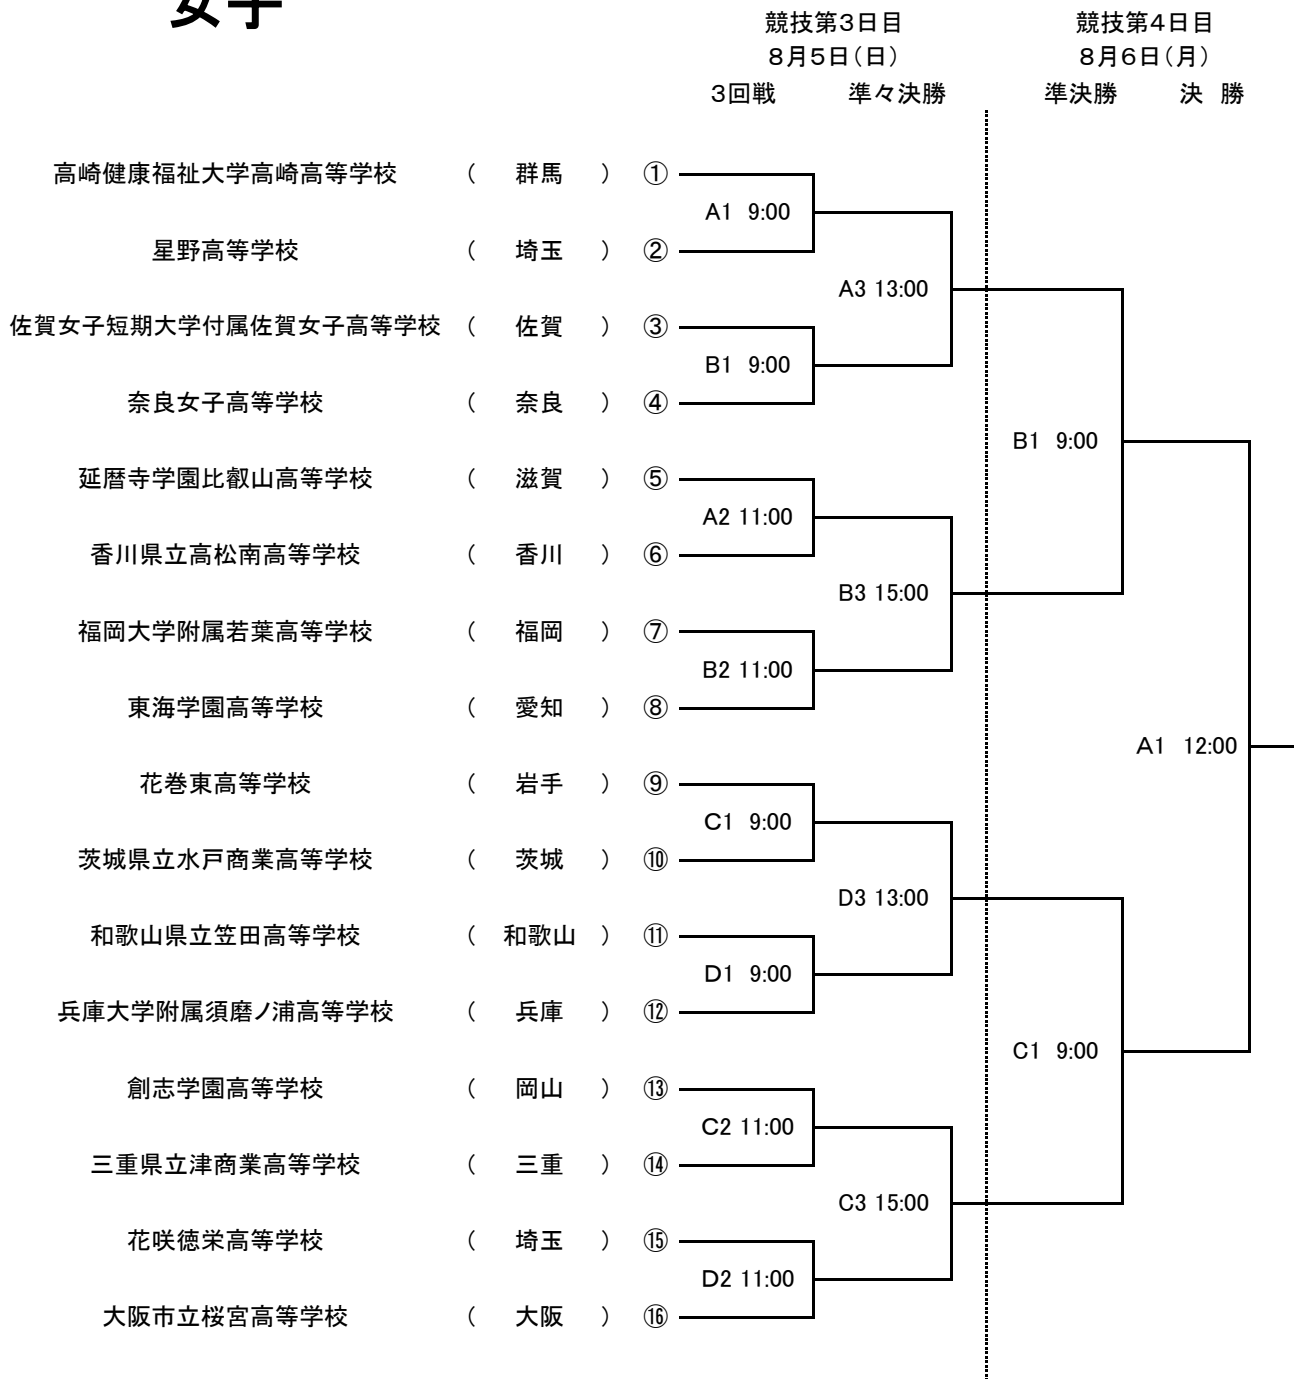 女子
競技第3日目 競技第4日目
8月5日(日) 8月6日(月)
3回戦 準々決勝 準決勝 決 勝
高崎健康福祉大学高崎高等学校 ( 群馬 ) ①
A1 9:00
星野高等学校 ( 埼玉 ) ②
A3 13:00
佐賀女子短期大学付属佐賀女子高等学校 ( 佐賀 ) ③
B1 9:00
奈良女子高等学校 ( 奈良 ) ④
B1 9:00
延暦寺学園比叡山高等学校 ( 滋賀 ) ⑤
A2 11:00
香川県立高松南高等学校 ( 香川 ) ⑥
B3 15:00
福岡大学附属若葉高等学校 ( 福岡 ) ⑦
B2 11:00
東海学園高等学校 ( 愛知 ) ⑧
A1 12:00
花巻東高等学校 ( 岩手 ) ⑨
C1 9:00
茨城県立水戸商業高等学校 ( 茨城 ) ⑩
D3 13:00
和歌山県立笠田高等学校 ( 和歌山 ) ⑪
D1 9:00
兵庫大学附属須磨ノ浦高等学校 ( 兵庫 ) ⑫
C1 9:00
創志学園高等学校 ( 岡山 ) ⑬
C2 11:00
三重県立津商業高等学校 ( 三重 ) ⑭
C3 15:00
花咲徳栄高等学校 ( 埼玉 ) ⑮
D2 11:00
大阪市立桜宮高等学校 ( 大阪 ) ⑯